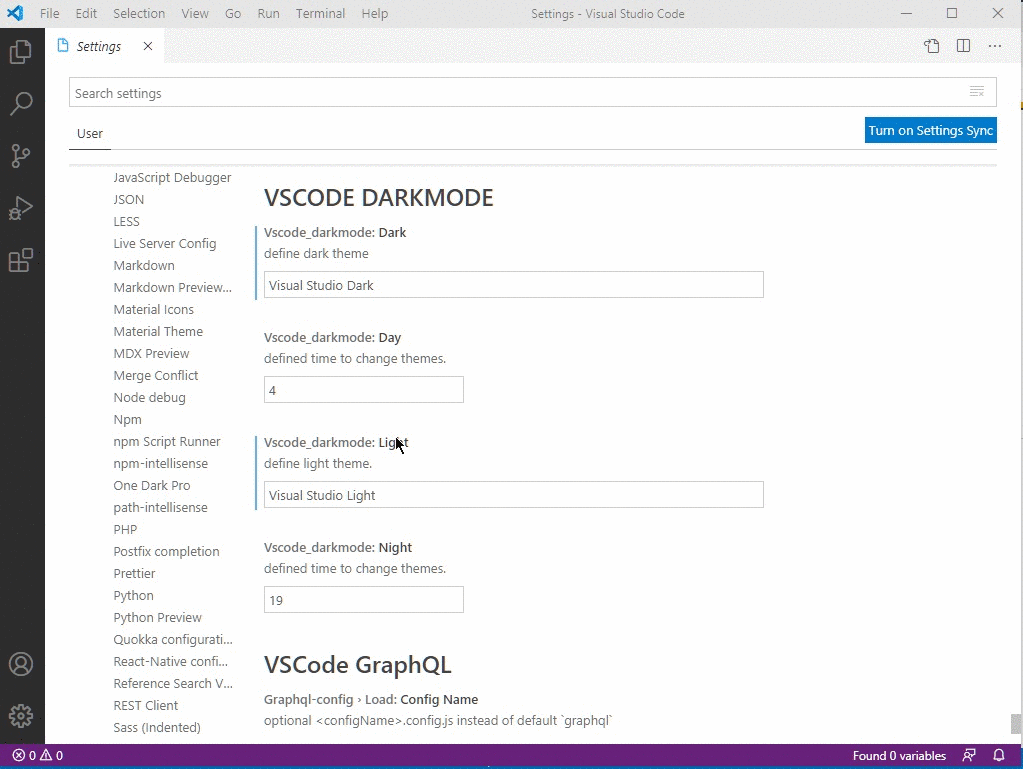 File Edit Selection View Go Run Terminal Help Settings - Visual Studio Code
Settings
Search settings
User
Turn on Settings Sync
JavaScript Debugger
JSON
LESS
Live Server Config
Markdown
Markdown Preview...
Material Icons
Material Theme
MDX Preview
Merge Conflict
Node debug
Npm
npm Script Runner
npm-intellisense
One Dark Pro
path-intellisense
PHP
Postfix completion
Prettier
Python
Python Preview
Quokka configurati...
React-Native confi...
Reference Search V...
REST Client
Sass (Indented)
VSCODE DARKMODE
Vscode_darkmode: Dark
define dark theme
Visual Studio Dark
Vscode_darkmode: Day
defined time to change themes.
4
Vscode_darkmode: Light
define light theme.
Visual Studio Light
Vscode_darkmode: Night
defined time to change themes.
19
VSCode GraphQL
Graphql-config › Load: Config Name
optional <configName>.config.js instead of default `graphql`
0 0
Found 0 variables